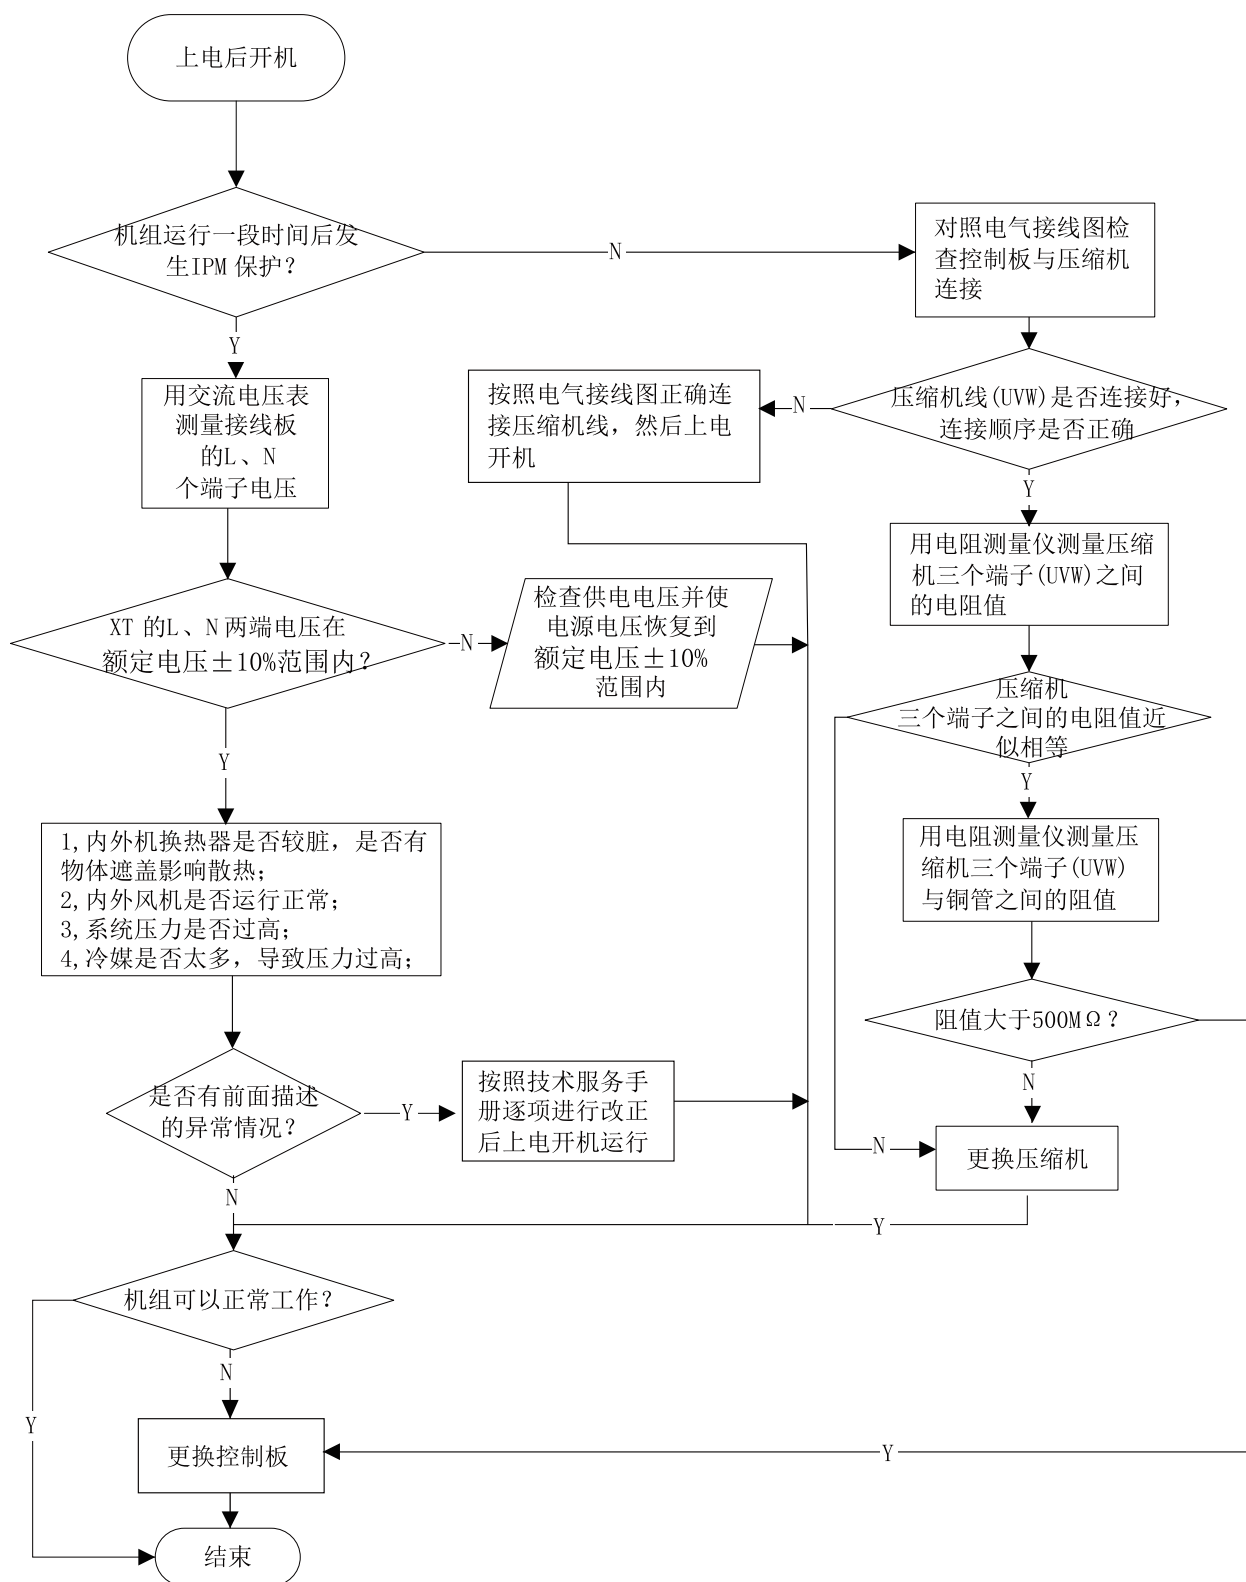 上电后开机
机组运行一段时间后发
生IPM 保护？
N
Y
对照电气接线图检
查控制板与压缩机
连接
用交流电压表
测量接线板
的L、N
个端子电压
按照电气接线图正确连
接压缩机线，然后上电
开机
N
压缩机线(UVW)是否连接好，
连接顺序是否正确
Y
用电阻测量仪测量压缩
机三个端子(UVW)之间
的电阻值
XT 的L、N 两端电压在
额定电压±10%范围内？
N
检查供电电压并使
电源电压恢复到
额定电压±10%
范围内
Y
压缩机
三个端子之间的电阻值近
似相等
Y
1,内外机换热器是否较脏，是否有
物体遮盖影响散热；
2,内外风机是否运行正常；
3,系统压力是否过高；
4,冷媒是否太多，导致压力过高；
用电阻测量仪测量压
缩机三个端子(UVW)
与铜管之间的阻值
阻值大于500MΩ？
N
是否有前面描述
的异常情况？
Y
按照技术服务手
册逐项进行改正
后上电开机运行
N
更换压缩机
N
Y
机组可以正常工作？
N
Y
更换控制板
Y
结束